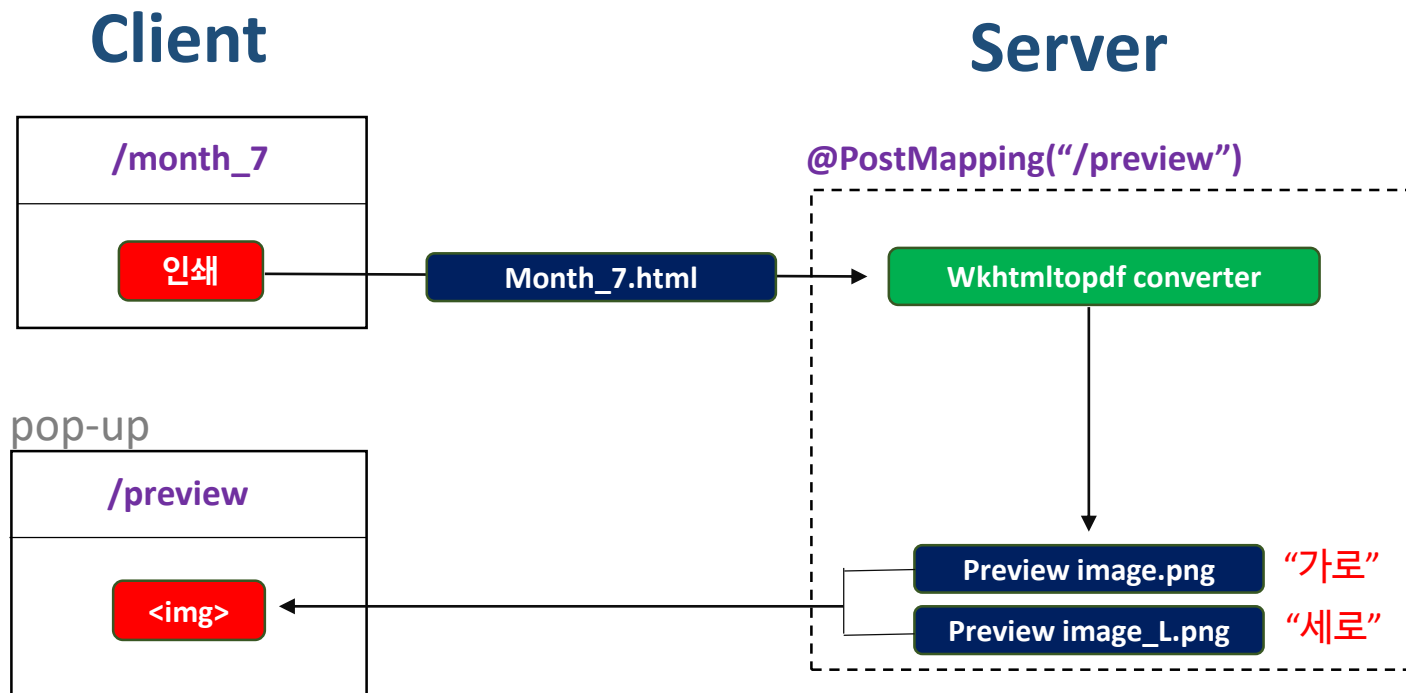 Client
Server
/month_7
@PostMapping(“/preview”)
인쇄
Month_7.html
Wkhtmltopdf converter
pop-up
/preview
<img>
Preview image.png
“가로”
Preview image_L.png
“세로”